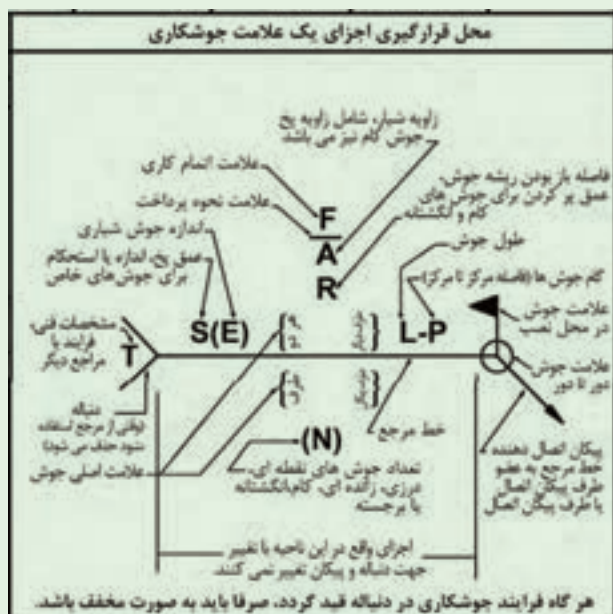 محل قرارگیری اجزای یک علامت جوشکاری
زاویه شیار، شامل زاویه پخ
جوش کام نیز می باشد
علامت اتمام کاری
علامت نحوه پرداخت
فاصله باز بودن ریشه جوش،
عمق پر کردن برای جوش های
کام و انگشتانه
F
A
R
اندازه جوش شیاری
عمق پخ، اندازه یا استحکام
برای جوش‌های خاص
طول جوش
گام جوش ها (فاصله مرکز تا مرکز)
علامت جوش
در محل نصب
علامت جوش
دور تا دور
مشخصات فنی،
فرایند یا
مراجع دیگر
T
S(E)
L-P
دنباله
(وقتی از مرجع استفاده
نشود حذف می شود)
علامت اصلی جوش
(N)
تعداد جوش های نقطه ای،
درزی، زائده ای، کام،انگشتانه
یا برجسته
خط مرجع
پیکان اتصال دهنده
خط مرجع به عضو
طرف پیکان اتصال
یا طرف پیکان اتصال
اجزای واقع در این ناحیه با تغییر
جهت دنباله و پیکان تغییر نمی کنند.
هر گاه فرایند جوشکاری در دنباله قید گردد، صرفا باید به صورت مخفف باشد.